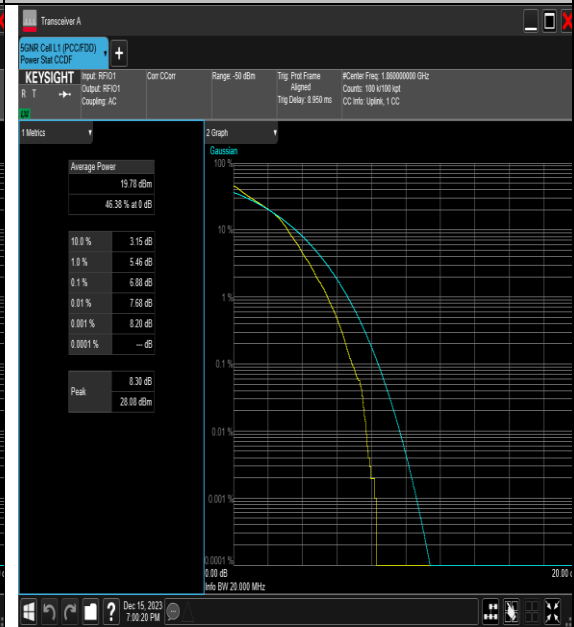 Transceiver A
5GNR Cell L1 (PCC/FDD)
Power Stat CCDF
+
KEYSIGHT
R T
Input: RFIO1
Output: RFIO1
Coupling: AC
Corr CCorr
Range: -50 dBm
Trig: Prot Frame
Aligned
Trig Delay: 8.950 ms
#Center Freq: 1.860000000 GHz
Counts: 100 k/100 kpt
CC Info: Uplink, 1 CC
1 Metrics
Average Power
19.78 dBm
46.38 % at 0 dB
10.0 % 3.15 dB
1.0 % 5.46 dB
0.1 % 6.88 dB
0.01 % 7.68 dB
0.001 % 8.20 dB
0.0001 % --- dB
Peak
8.30 dB
28.08 dBm
2 Graph
Gaussian
100 %
10 %
1 %
0.1 %
0.01 %
0.001 %
0.0001 %
0.00 dB
20.00
Info BW 20.000 MHz
?
Dec 15, 2023
7:00:20 PM